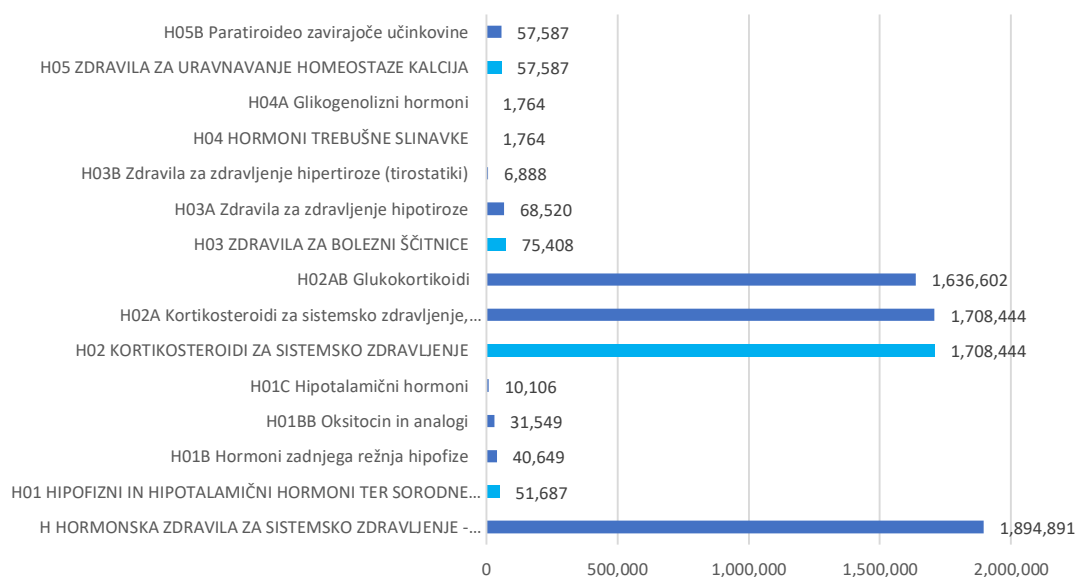 H05B Paratiroideo zavirajoče učinkovine 57,587
H05 ZDRAVILA ZA URAVNAVANJE HOMEOSTAZE KALCIJA 57,587
H04A Glikogenolizni hormoni 1,764
H04 HORMONI TREBUŠNE SLINAVKE 1,764
H03B Zdravila za zdravljenje hipertiroze (tirostatiki) 6,888
H03A Zdravila za zdravljenje hipotiroze 68,520
H03 ZDRAVILA ZA BOLEZNI ŠČITNICE 75,408
H02AB Glukokortikoidi 1,636,602
H02A Kortikosteroidi za sistemsko zdravljenje,… 1,708,444
H02 KORTIKOSTEROIDI ZA SISTEMSKO ZDRAVLJENJE 1,708,444
H01C Hipotalamični hormoni 10,106
H01BB Oksitocin in analogi 31,549
H01B Hormoni zadnjega režnja hipofize 40,649
H01 HIPOFIZNI IN HIPOTALAMIČNI HORMONI TER SORODNE… 51,687
H HORMONSKA ZDRAVILA ZA SISTEMSKO ZDRAVLJENJE -… 1,894,891
0 500,000 1,000,000 1,500,000 2,000,000